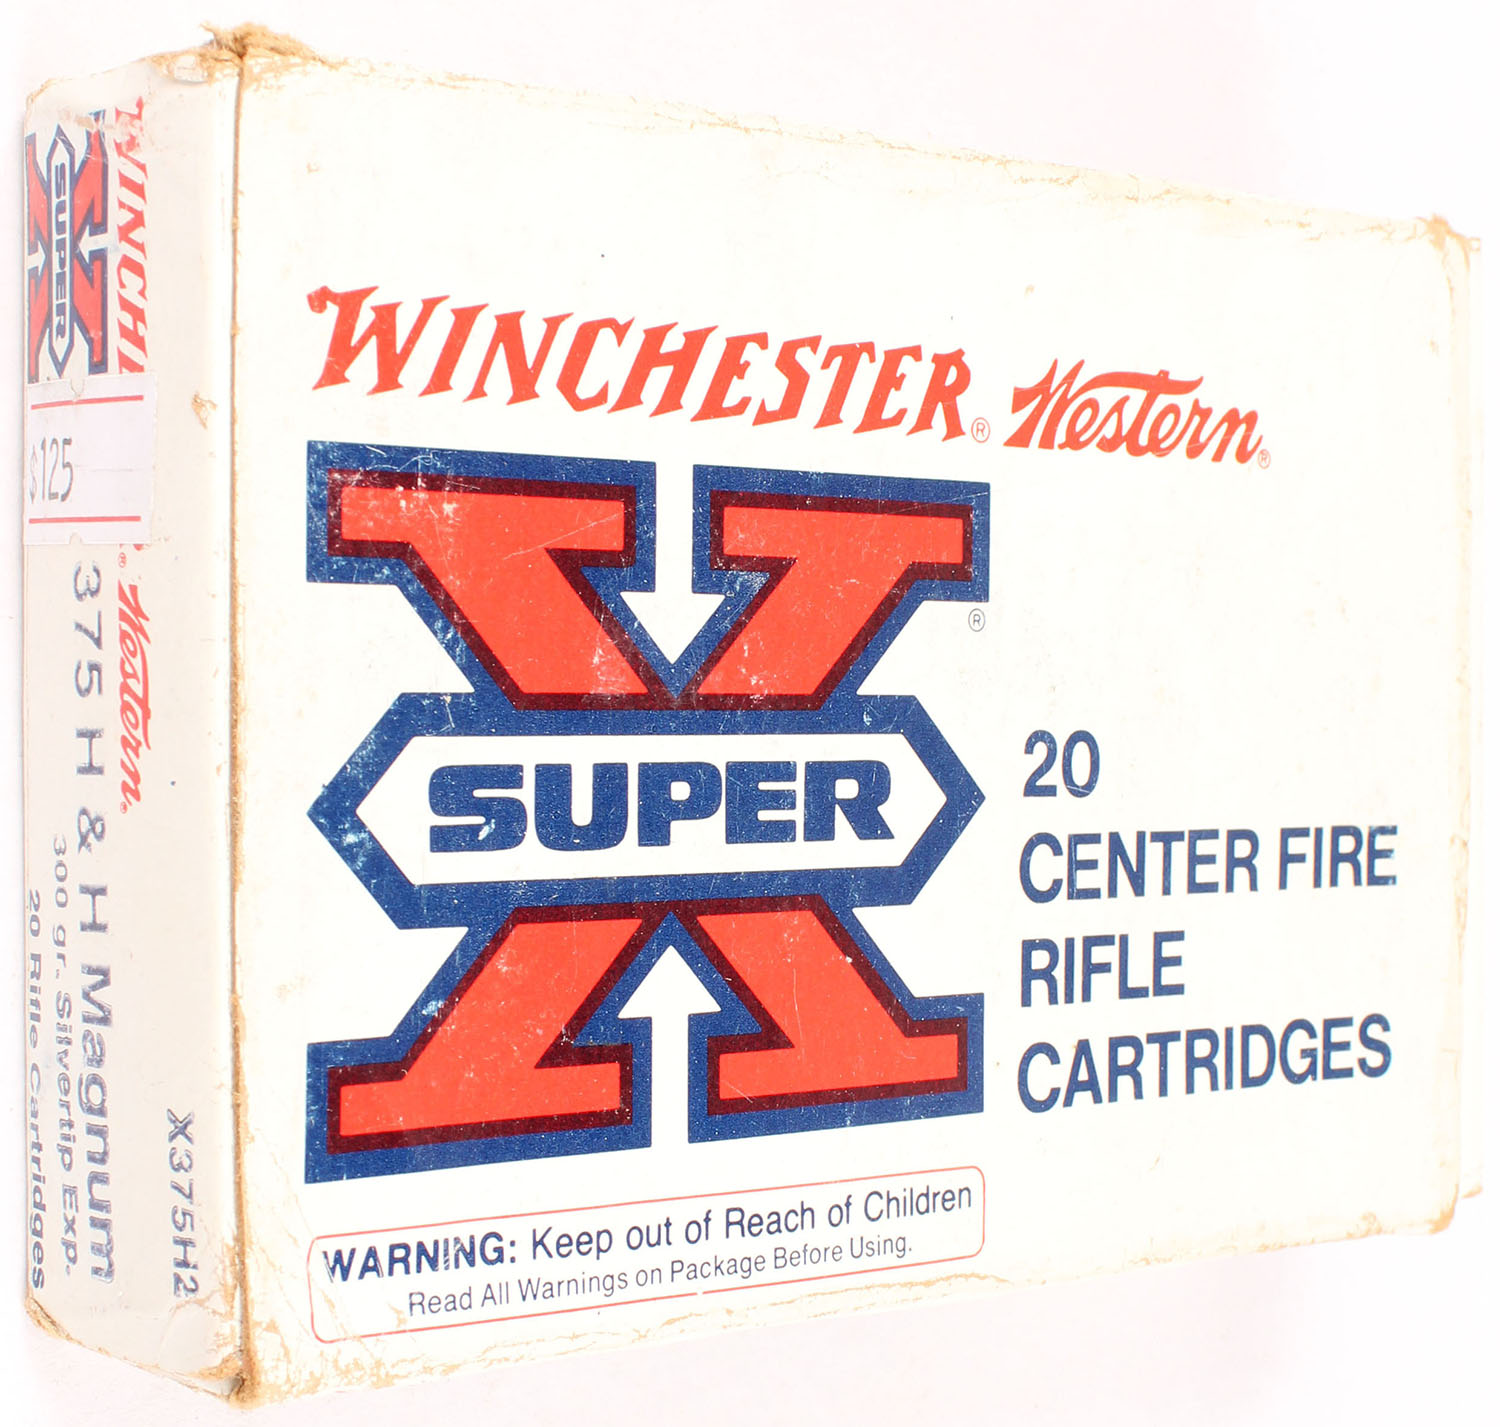 WINCHESTER® Western®
SUPER X
®
20
CENTER FIRE
RIFLE
CARTRIDGES
WARNING: Keep out of Reach of Children
Read All Warnings on Package Before Using.
SUPER X
WINCHE
® Western®
$125
375 H & H Magnum
300 gr. Silvertip Exp.
20 Rifle Cartridges
X375H2